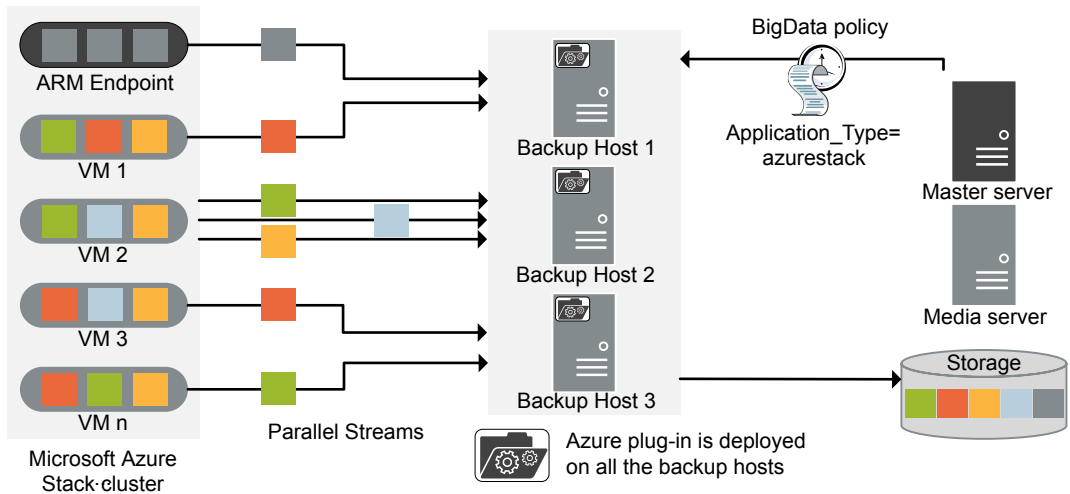 ARM Endpoint
VM 1
VM 2
VM 3
VM n
Microsoft Azure
Stack·cluster
Parallel Streams
Backup Host 1
Backup Host 2
Backup Host 3
Azure plug-in is deployed
on all the backup hosts
BigData policy
Application_Type=
azurestack
Master server
Media server
Storage